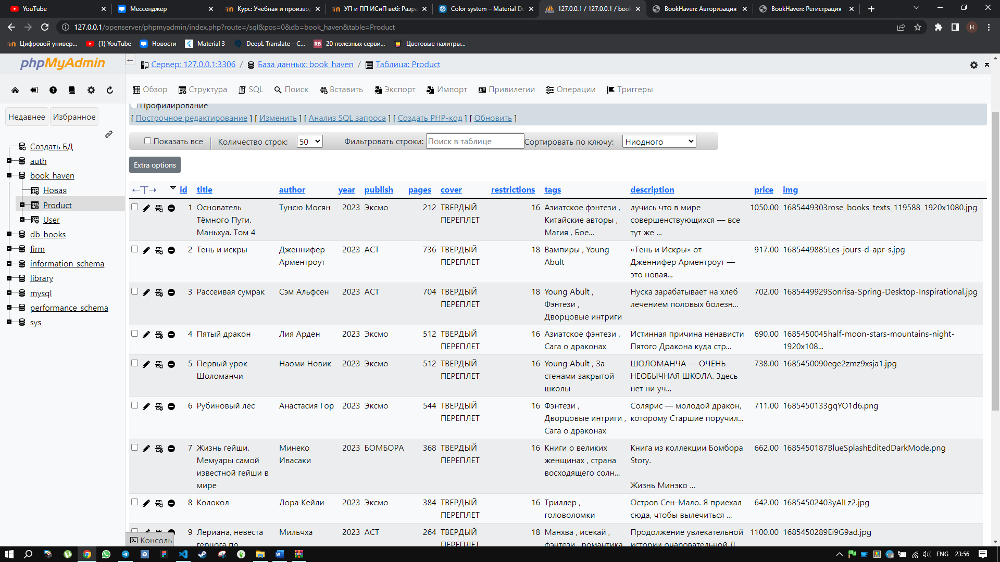 YouTube
Мессенджер
Курс: Учебная и произво
УП и ПП ИСиП веб: Разра
Color system – Material De
127.0.0.1 / 127.0.0.1 / book
BookHaven: Авторизация
BookHaven: Регистрация
127.0.0.1/openserver/phpmyadmin/index.php?route=/sql&pos=0&db=book_haven&table=Product
H
Цифровой универ...
(1) YouTube
Новости
Material 3
DeepL Translate – C...
RB 20 полезных серви...
Цветовые палитры...
phpMyAdmin
Недавнее
Избранное
Создать БД
auth
book_haven
Новая
Product
User
db_books
firm
information_schema
library
mysql
performance_schema
sys
Сервер: 127.0.0.1:3306 / База данных: book_haven / Таблица: Product
Обзор Структура SQL Поиск Вставить Экспорт Импорт Привилегии Операции Триггеры
Профилирование
[ Построчное редактирование ] [ Изменить ] [ Анализ SQL запроса ] [ Создать PHP-код ] [ Обновить ]
Показать все Количество строк: 50 Фильтровать строки: Поиск в таблице Сортировать по ключу: Ниодного
Extra options
←T→ id title author year publish pages cover restrictions tags description price img
1 Основатель Тунсю Мосян 2023 Эксмо 212 ТВЕРДЫЙ 16 Азиатское фэнтези , лучись что в мире 1050.00 1685449303rose_books_texts_119588_1920x1080.jpg
Тёмного Пути. ПЕРЕПЛЕТ Китайские авторы , совершенствующихся — все
Маньхуа. Том 4 Магия , Бое... тут же ...
2 Тень и искры Дженнифер 2023 АСТ 736 ТВЕРДЫЙ 18 Вампиры , Young «Тень и Искры» от 917.00 1685449885Les-jours-d-apr-s.jpg
Арментроут ПЕРЕПЛЕТ Abult Дженнифер Арментроут —
это новая...
3 Рассеивая сумрак Сэм Альфсен 2023 АСТ 704 ТВЕРДЫЙ 18 Young Abult , Нуска зарабатывает на хлеб 702.00 1685449929Sonrisa-Spring-Desktop-Inspirational.jpg
ПЕРЕПЛЕТ Фэнтези , лечением половых болезн...
Дворцовые интриги
4 Пятый дракон Лия Арден 2023 Эксмо 512 ТВЕРДЫЙ 16 Азиатское фэнтези , Истинная причина ненависти 690.00 1685450045half-moon-stars-mountains-night-
ПЕРЕПЛЕТ Сага о драконах Пятого Дракона куда стр... 1920x108...
5 Первый урок Наоми Новик 2023 Эксмо 512 ТВЕРДЫЙ 16 Young Abult , За ШОЛОМАНЧА — ОЧЕНЬ 738.00 1685450090ege2zmz9xsja1.jpg
Шоломанчи ПЕРЕПЛЕТ стенами закрытой НЕОБЫЧНАЯ ШКОЛА. Здесь
школы нет ни уч...
6 Рубиновый лес Анастасия Гор 2023 Эксмо 544 ТВЕРДЫЙ 16 Фэнтези , Солярис — молодой дракон, 711.00 1685450133gqYO1d6.png
ПЕРЕПЛЕТ Дворцовые интриги , которому Старшие поручил...
Сага о драконах
7 Жизнь гейши. Минеко 2023 БОМБОРА 368 ТВЕРДЫЙ 16 Книги о великих Книга из коллекции Бомбора 662.00 1685450187BlueSplashEditedDarkMode.png
Мемуары самой Ивасаки ПЕРЕПЛЕТ женщинах , страна Story.
известной гейши в восходящего солн...
мире Жизнь Минэко ...
8 Колокол Лора Кейли 2023 Эксмо 384 ТВЕРДЫЙ 16 Триллер , Остров Сен-Мало. Я приехал 642.00 16854502403yAlLz2.jpg
ПЕРЕПЛЕТ головоломки сюда, чтобы вылечиться ...
9 Лериана, невеста Мильчха 2023 АСТ 264 ТВЕРДЫЙ 18 Манхва , исекай , Продолжение увлекательной 1100.00 1685450289Ei9G9ad.jpg
герцога по ПЕРЕПЛЕТ фэнтези , романтика истории очаровательной Л
Консоль
ENG 23:56